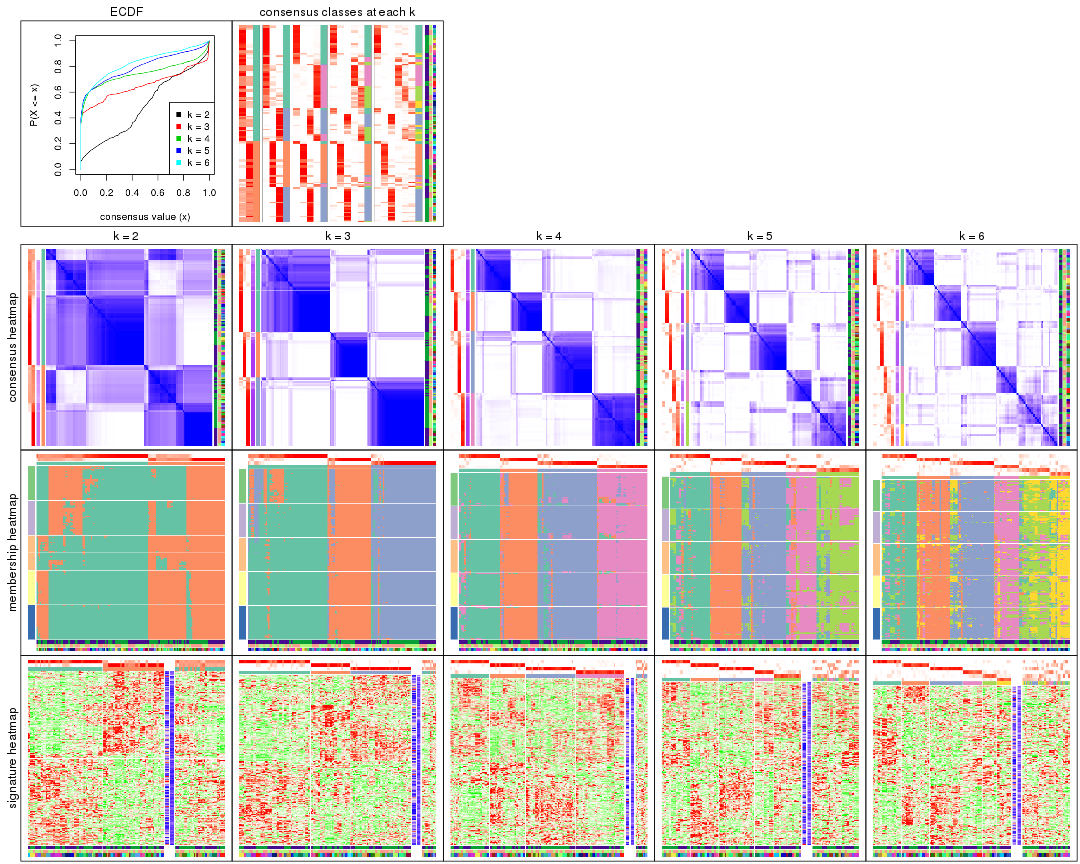 ECDF
consensus classes at each k
P(X <= x)
0.0 0.2 0.4 0.6 0.8 1.0
k = 2
k = 3
k = 4
k = 5
k = 6
0.0 0.2 0.4 0.6 0.8 1.0
consensus value (x)
k = 2 k = 3 k = 4 k = 5 k = 6
consensus heatmap
membership heatmap
signature heatmap